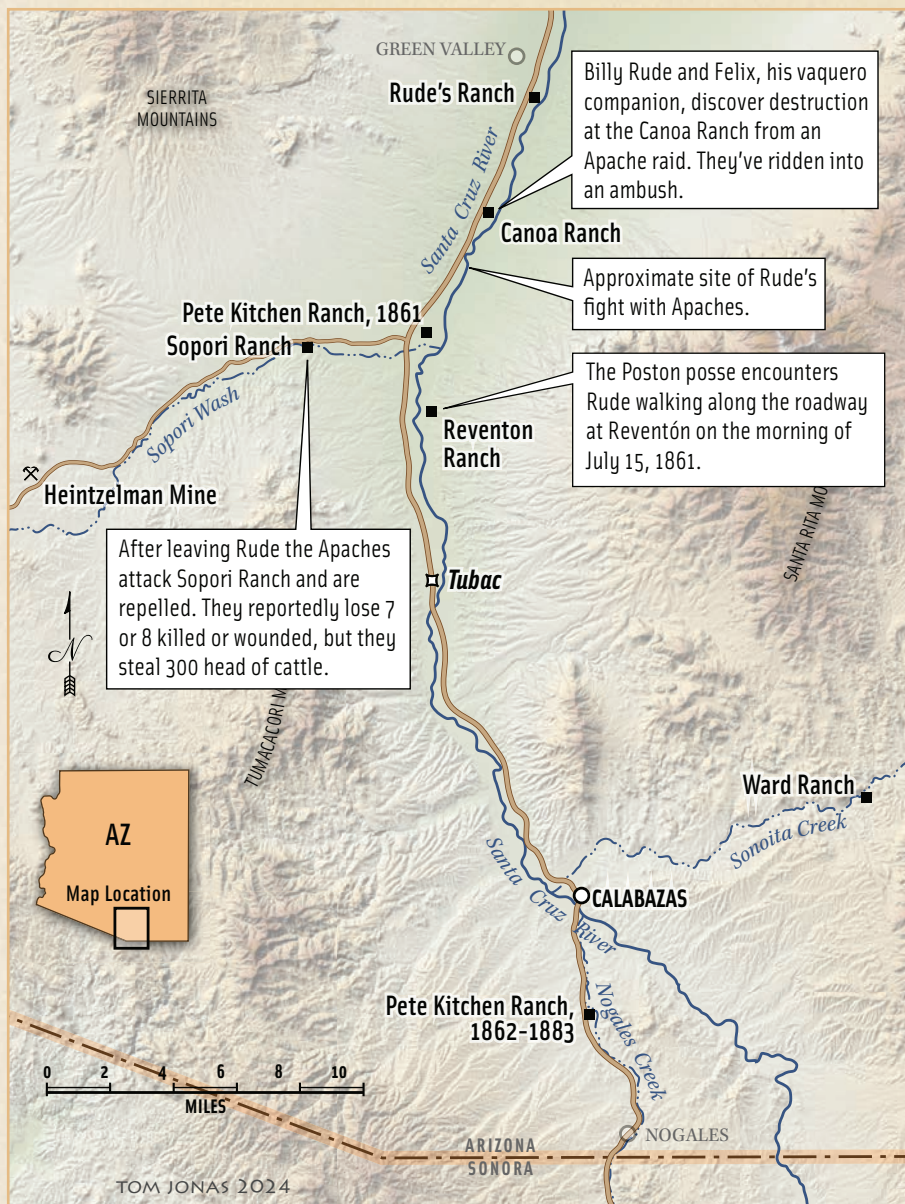 GREEN VALLEY
SIERRITA
MOUNTAINS
Rude's Ranch
Billy Rude and Felix, his vaquero
companion, discover destruction
at the Canoa Ranch from an
Apache raid. They've ridden into
an ambush.
Santa Cruz River
Canoa Ranch
Approximate site of Rude's
fight with Apaches.
Pete Kitchen Ranch, 1861
Sopori Ranch
Sopori Wash
The Poston posse encounters
Rude walking along the roadway
at Reventón on the morning of
July 15, 1861.
Reventon
Ranch
Heintzelman Mine
SANTA RITA MO
After leaving Rude the Apaches
attack Sopori Ranch and are
repelled. They reportedly lose 7
or 8 killed or wounded, but they
steal 300 head of cattle.
Tubac
N
TUMACACORI M
Ward Ranch
Sonoita Creek
AZ
Map Location
Santa Cruz River
CALABAZAS
Pete Kitchen Ranch,
1862-1883
Nogales Creek
0 2 4 6 8 10
MILES
NOGALES
ARIZONA
SONORA
TOM JONAS 2024